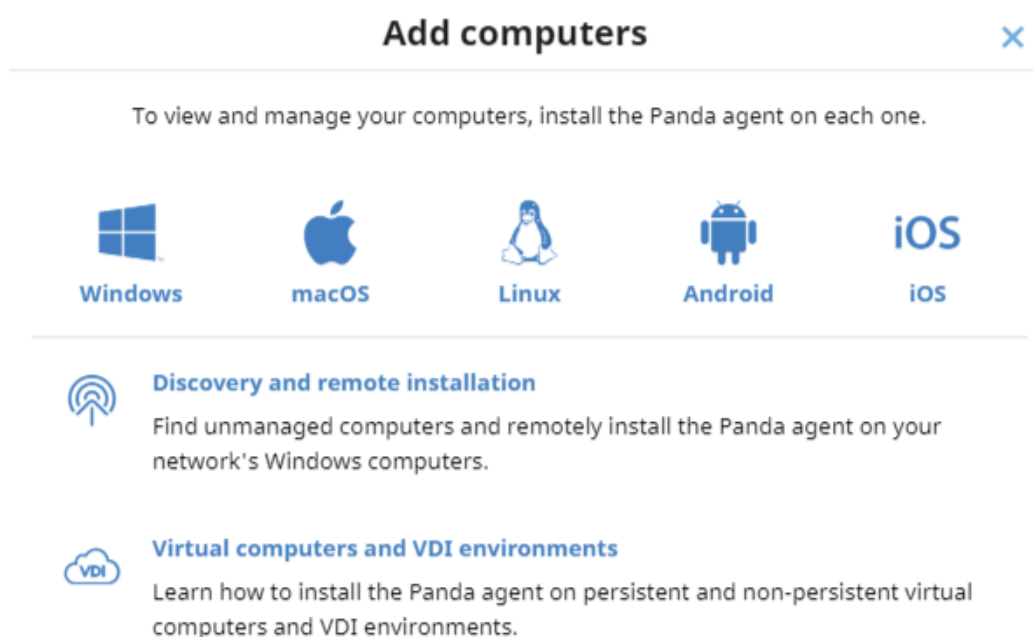 Add computers
To view and manage your computers, install the Panda agent on each one.
iOS
Windows macOS Linux Android iOS
Discovery and remote installation
Find unmanaged computers and remotely install the Panda agent on your
network's Windows computers.
Virtual computers and VDI environments
VDI
Learn how to install the Panda agent on persistent and non-persistent virtual
computers and VDI environments.